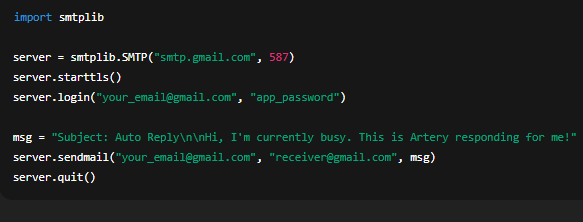 import smtplib
server = smtplib.SMTP("smtp.gmail.com", 587)
server.starttls()
server.login("your_email@gmail.com", "app_password")
msg = "Subject: Auto Reply\n\nHi, I'm currently busy. This is Artery responding for me!"
server.sendmail("your_email@gmail.com", "receiver@gmail.com", msg)
server.quit()